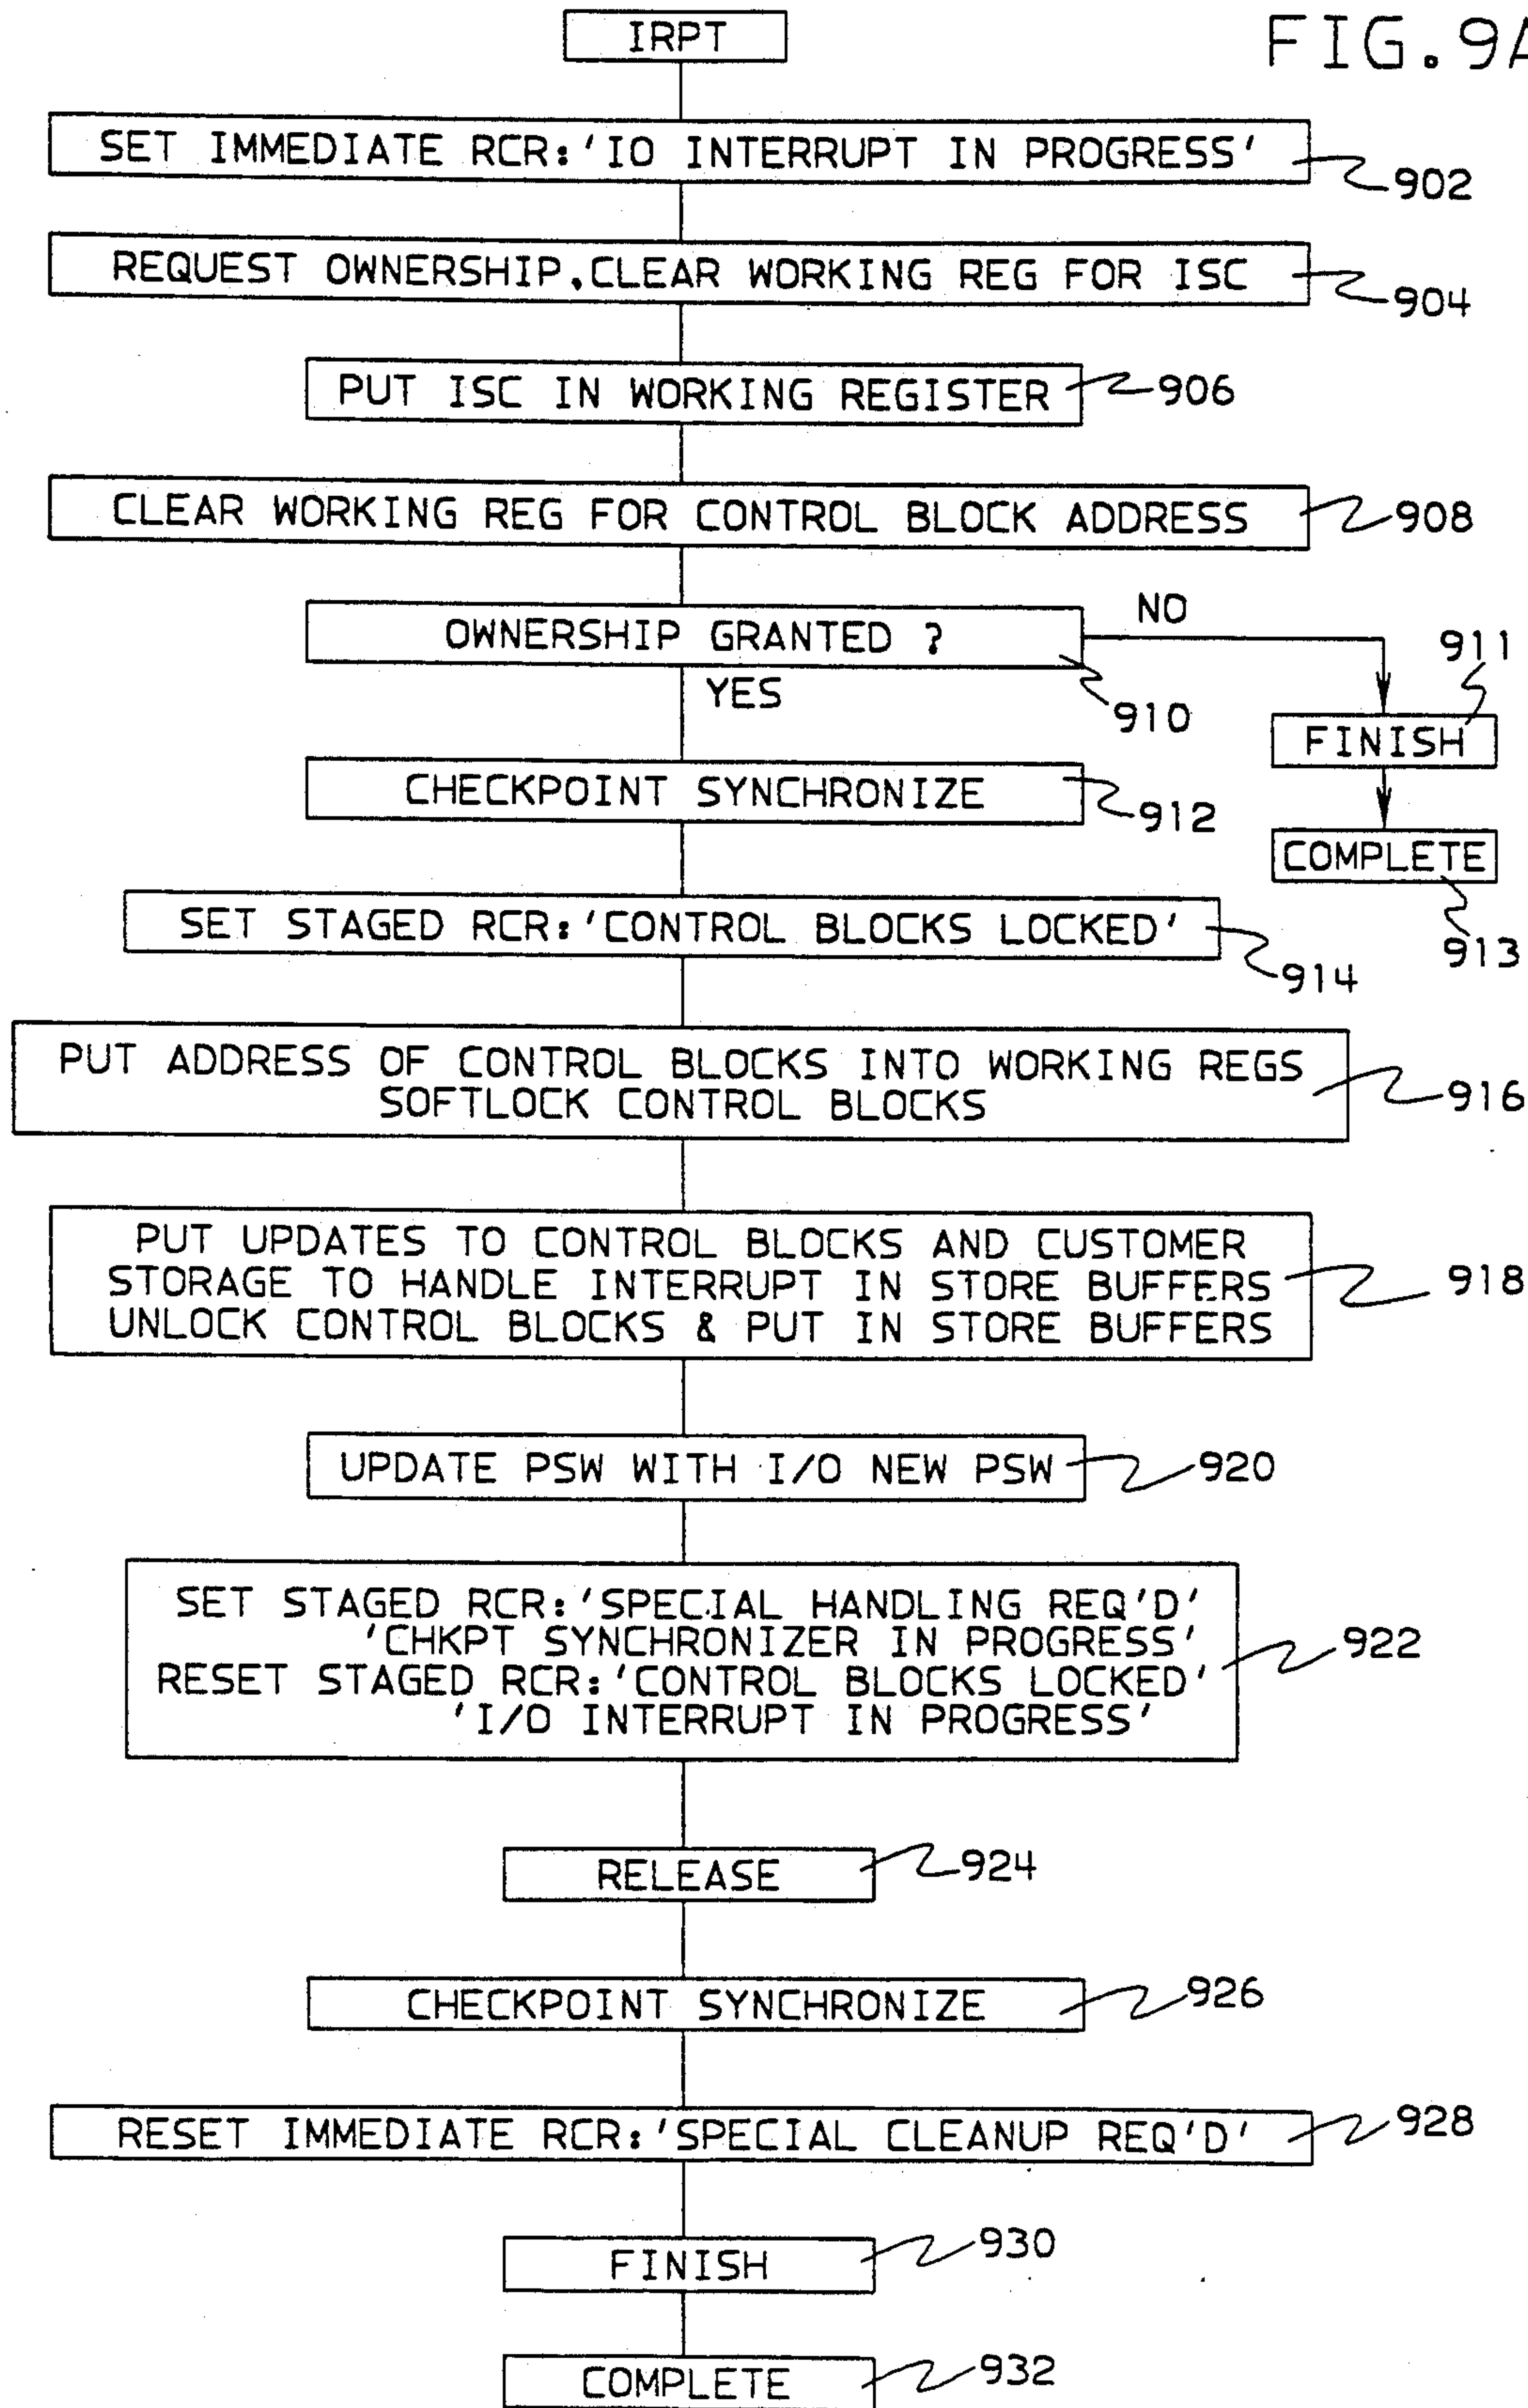 IRPT
FIG.9A
SET IMMEDIATE RCR:'IO INTERRUPT IN PROGRESS'
902
REQUEST OWNERSHIP.CLEAR WORKING REG FOR ISC
904
PUT ISC IN WORKING REGISTER
906
CLEAR WORKING REG FOR CONTROL BLOCK ADDRESS
908
OWNERSHIP GRANTED ?
NO
YES
910
911
FINISH
CHECKPOINT SYNCHRONIZE
912
COMPLETE
913
SET STAGED RCR:'CONTROL BLOCKS LOCKED'
914
PUT ADDRESS OF CONTROL BLOCKS INTO WORKING REGS
SOFTLOCK CONTROL BLOCKS
916
PUT UPDATES TO CONTROL BLOCKS AND CUSTOMER
STORAGE TO HANDLE INTERRUPT IN STORE BUFFERS
UNLOCK CONTROL BLOCKS & PUT IN STORE BUFFERS
918
UPDATE PSW WITH I/O NEW PSW
920
SET STAGED RCR:'SPECIAL HANDLING REQ'D'
'CHKPT SYNCHRONIZER IN PROGRESS'
RESET STAGED RCR:'CONTROL BLOCKS LOCKED'
'I/O INTERRUPT IN PROGRESS'
922
RELEASE
924
CHECKPOINT SYNCHRONIZE
926
RESET IMMEDIATE RCR:'SPECIAL CLEANUP REQ'D'
928
FINISH
930
COMPLETE
932